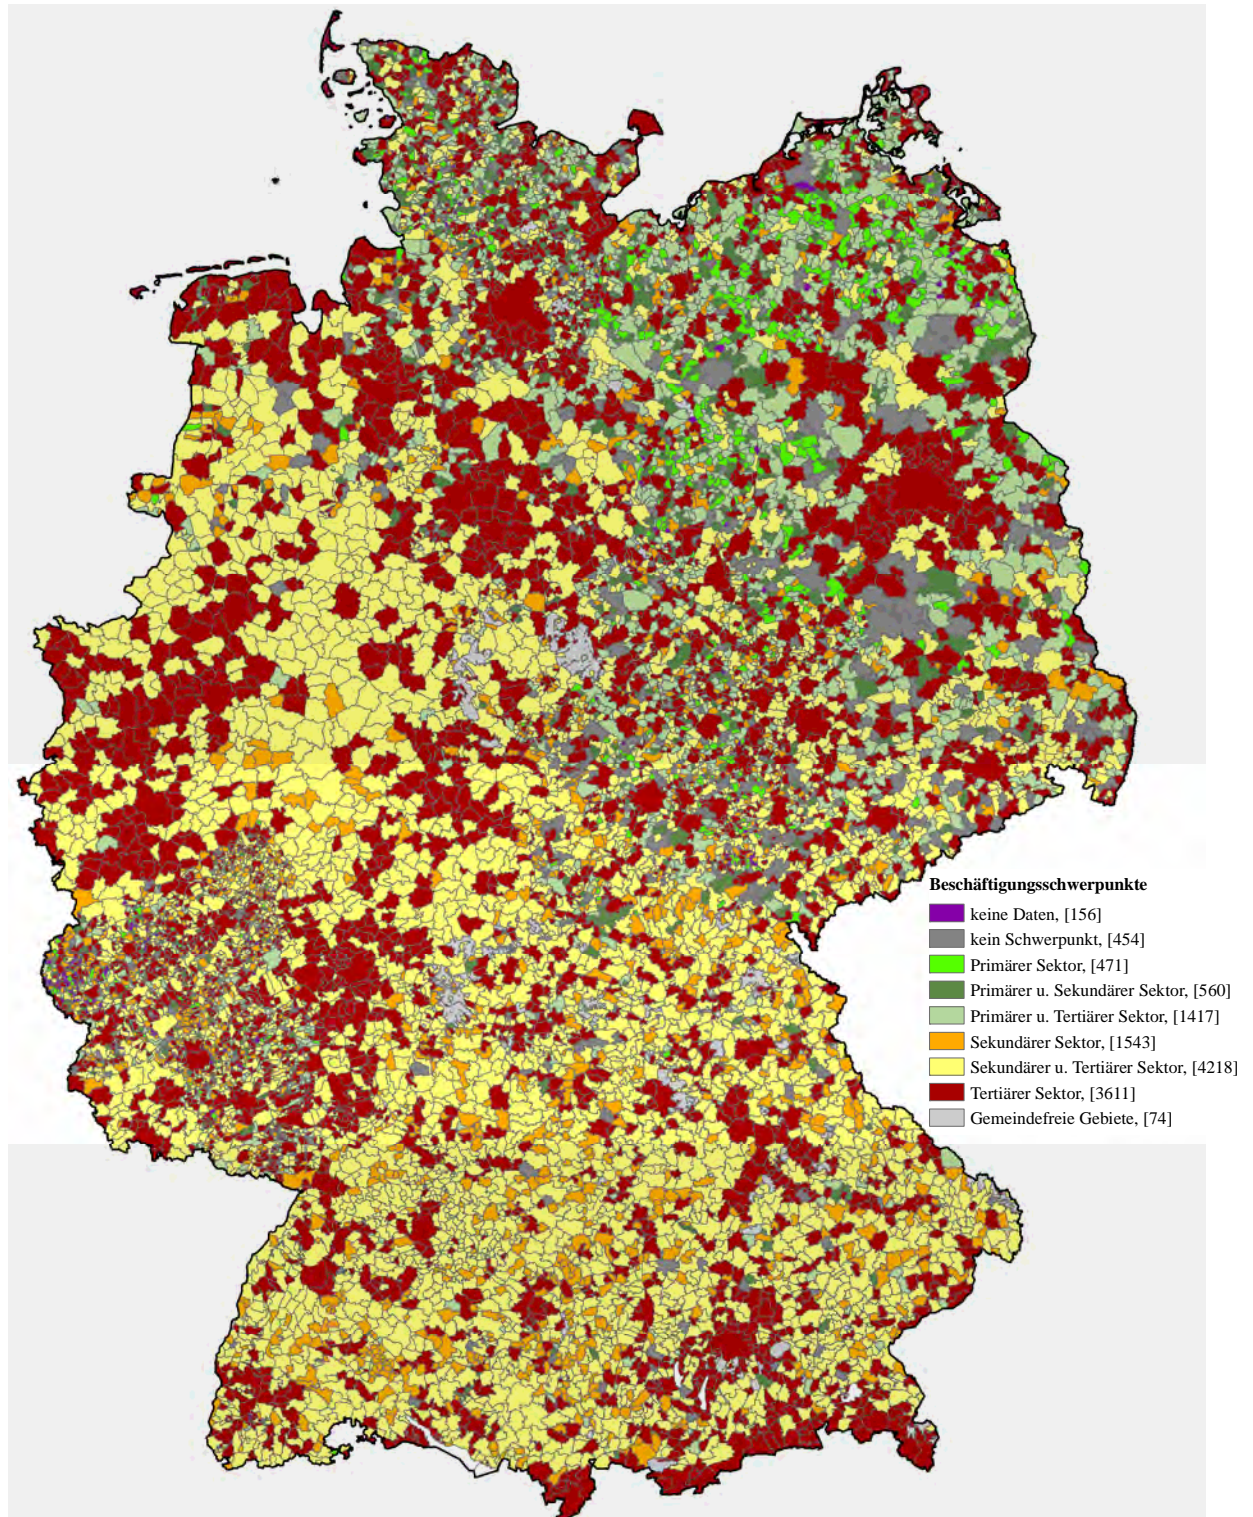 Beschäftigungsschwerpunkte
keine Daten, [156]
kein Schwerpunkt, [454]
Primärer Sektor, [471]
Primärer u. Sekundärer Sektor, [560]
Primärer u. Tertiärer Sektor, [1417]
Sekundärer Sektor, [1543]
Sekundärer u. Tertiärer Sektor, [4218]
Tertiärer Sektor, [3611]
Gemeindefreie Gebiete, [74]